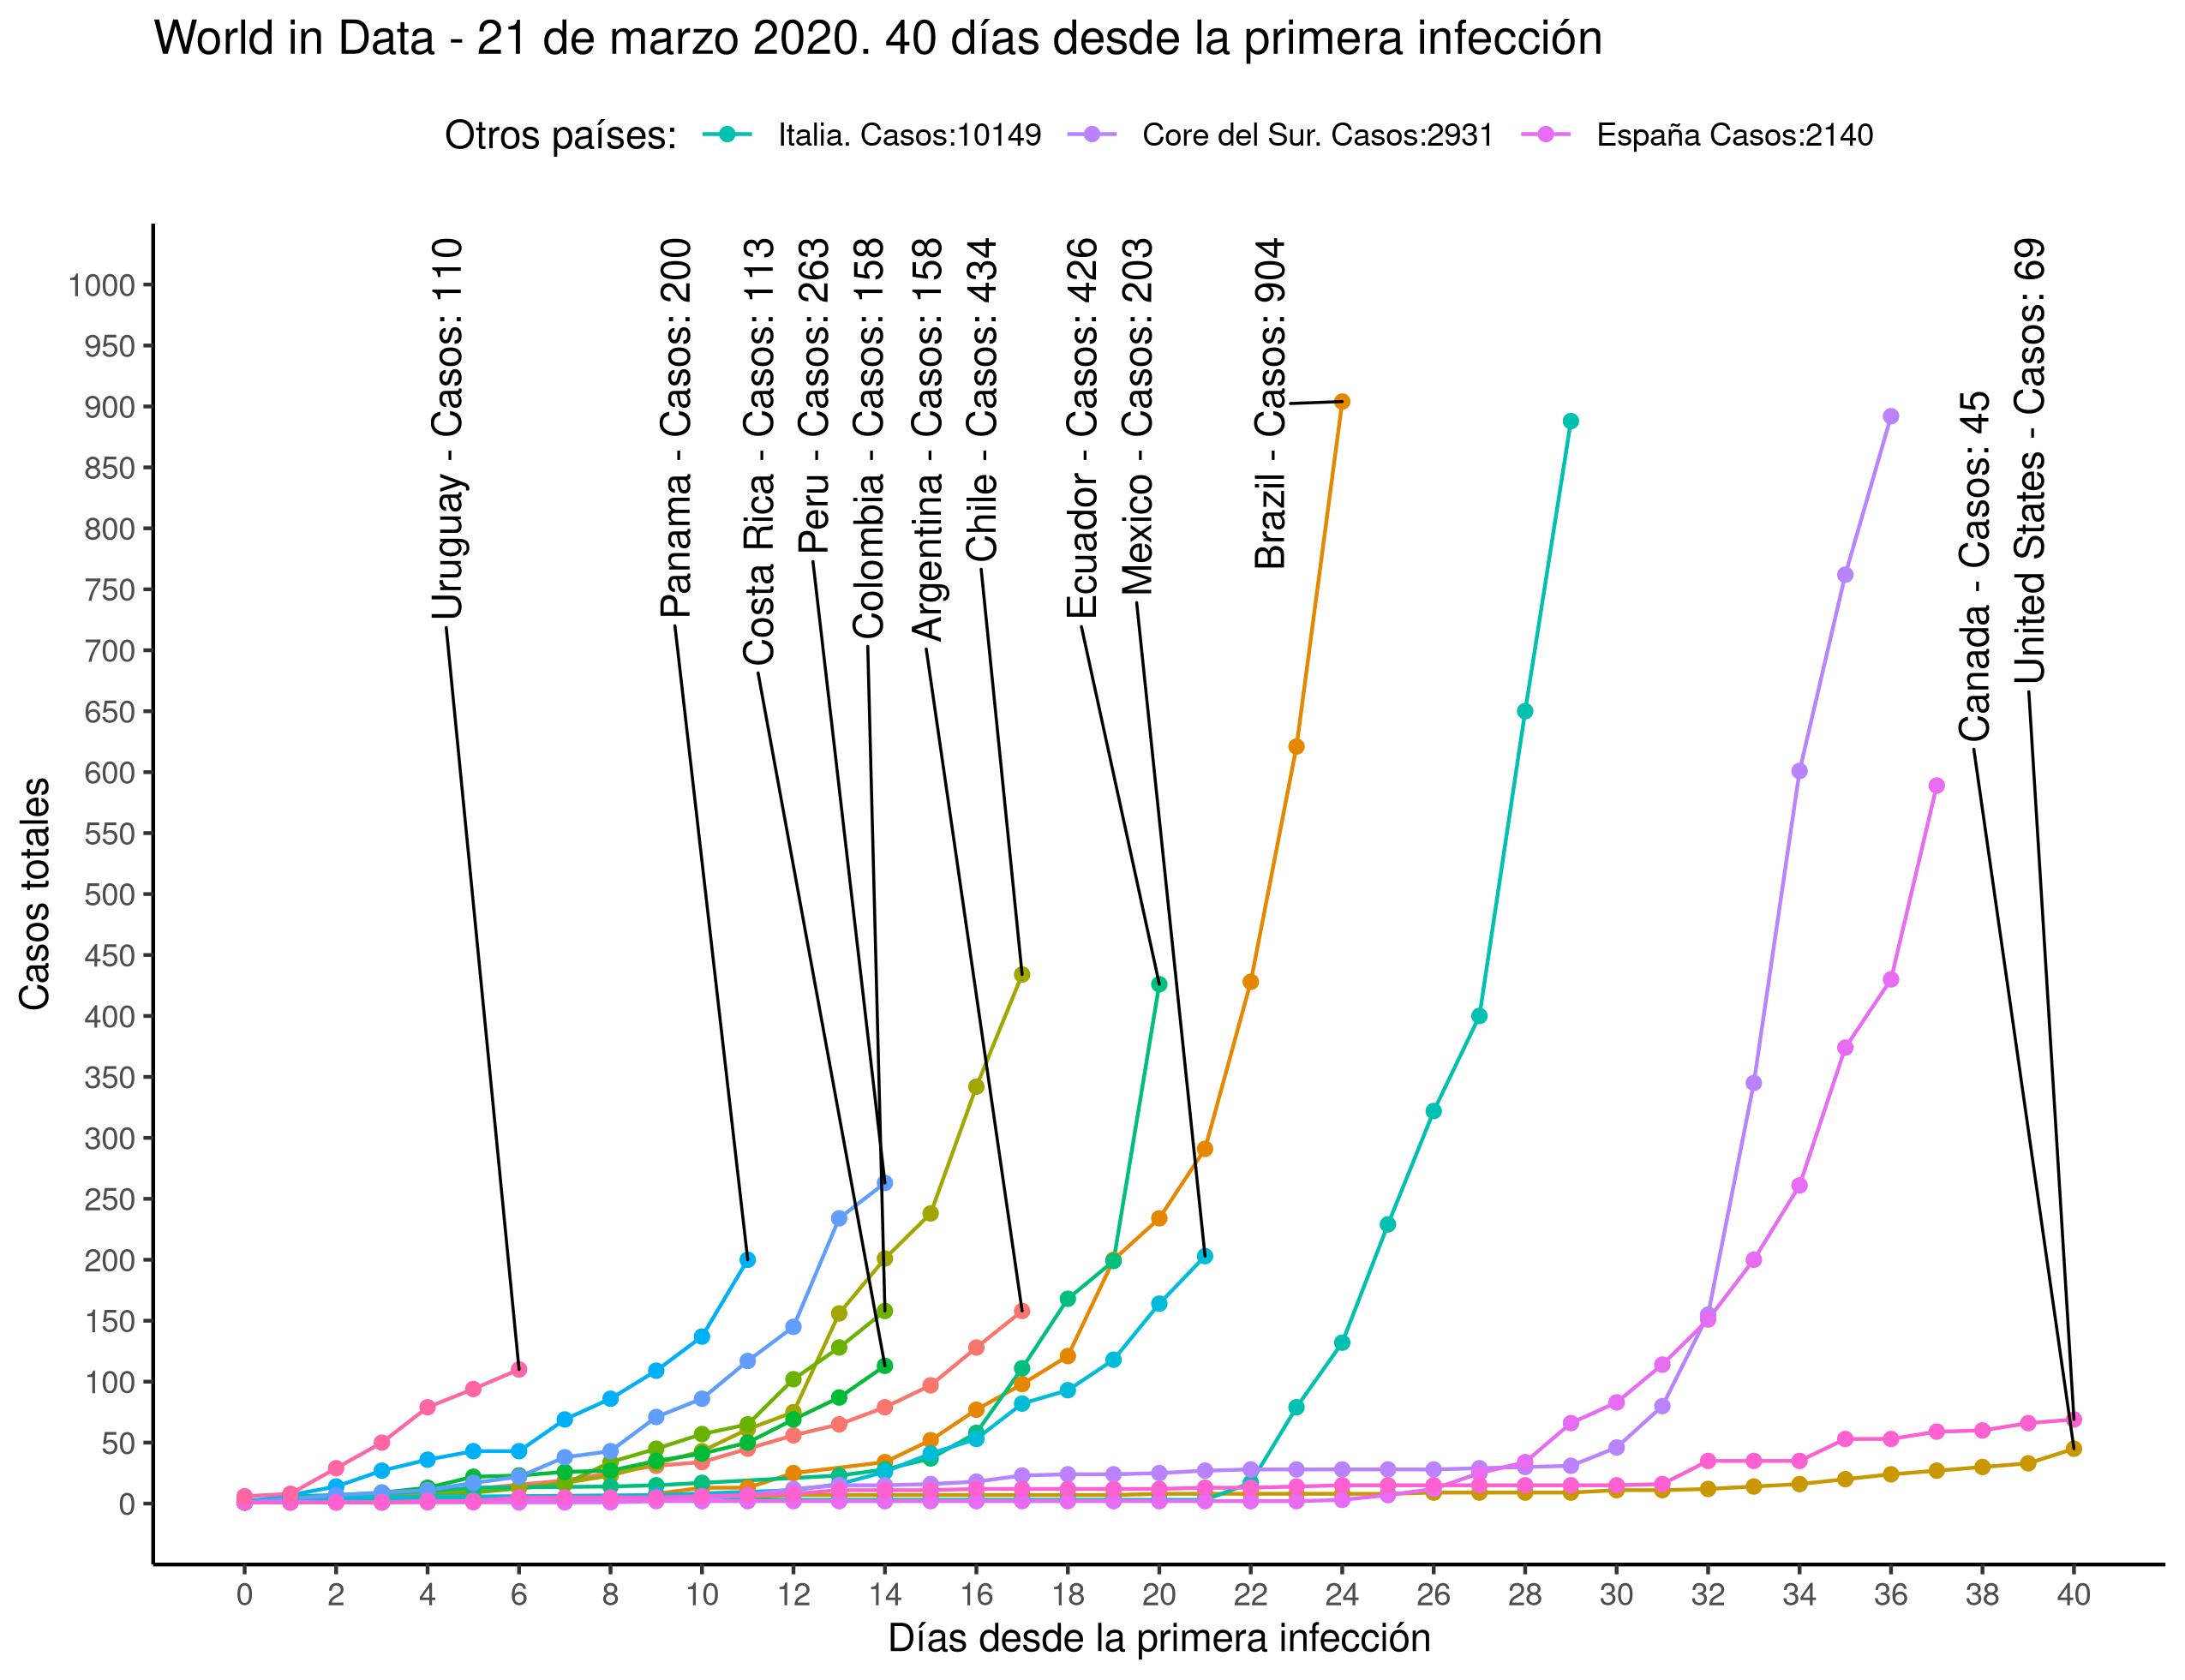 World in Data - 21 de marzo 2020. 40 días desde la primera infección
Otros países: Italia. Casos:10149 Core del Sur. Casos:2931 España Casos:2140
Uruguay - Casos: 110
Panama - Casos: 200
Costa Rica - Casos: 113
Peru - Casos: 263
Colombia - Casos: 158
Argentina - Casos: 158
Chile - Casos: 434
Ecuador - Casos: 426
Mexico - Casos: 203
Brazil - Casos: 904
Canada - Casos: 45
United States - Casos: 69
Casos totales
1000
950
900
850
800
750
700
650
600
550
500
450
400
350
300
250
200
150
100
50
0
0 2 4 6 8 10 12 14 16 18 20 22 24 26 28 30 32 34 36 38 40
Días desde la primera infección